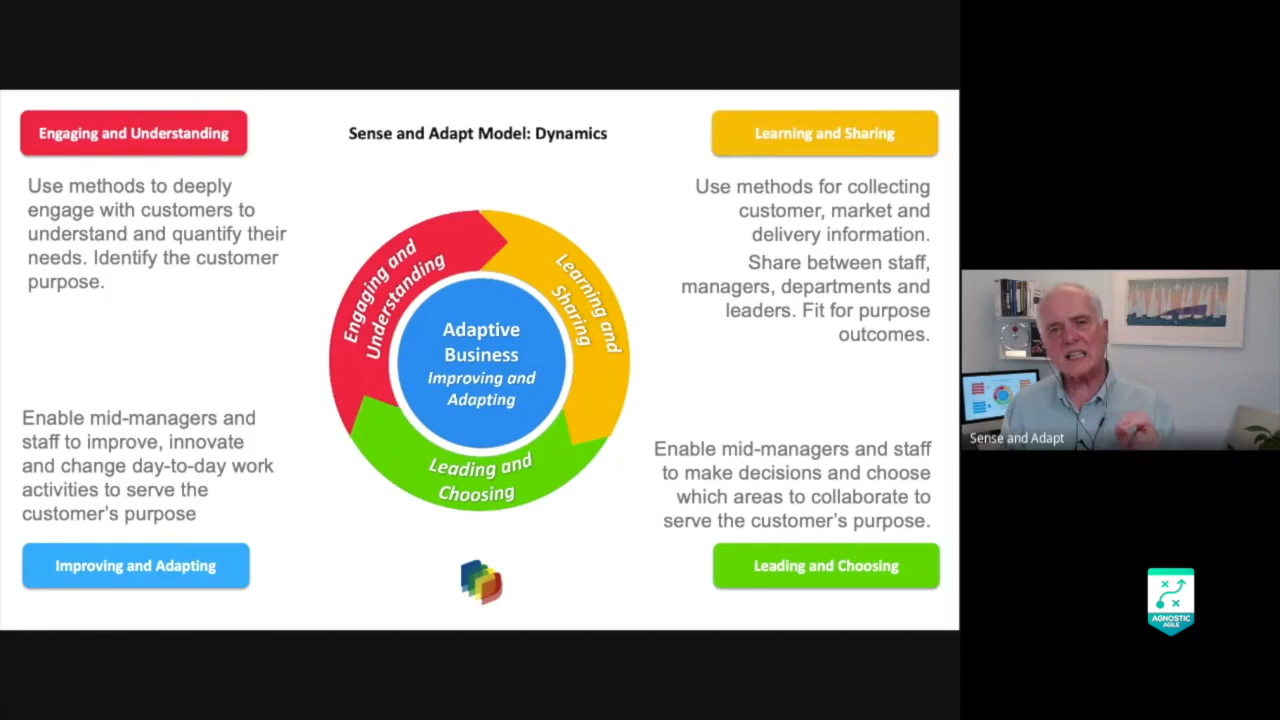 Engaging and Understanding
Sense and Adapt Model: Dynamics
Learning and Sharing
Use methods to deeply
engage with customers to
understand and quantify their
needs. Identify the customer
purpose.
Use methods for collecting
customer, market and
delivery information.
Share between staff,
managers, departments and
leaders. Fit for purpose
outcomes.
Engaging and
Understanding
Learning and
Sharing
Adaptive
Business
Improving and
Adapting
Leading and
Choosing
Enable mid-managers and
staff to improve, innovate
and change day-to-day work
activities to serve the
customer's purpose
Enable mid-managers and staff
to make decisions and choose
which areas to collaborate to
serve the customer's purpose.
Improving and Adapting
Leading and Choosing
Sense and Adapt
AGNOSTIC
AGILE